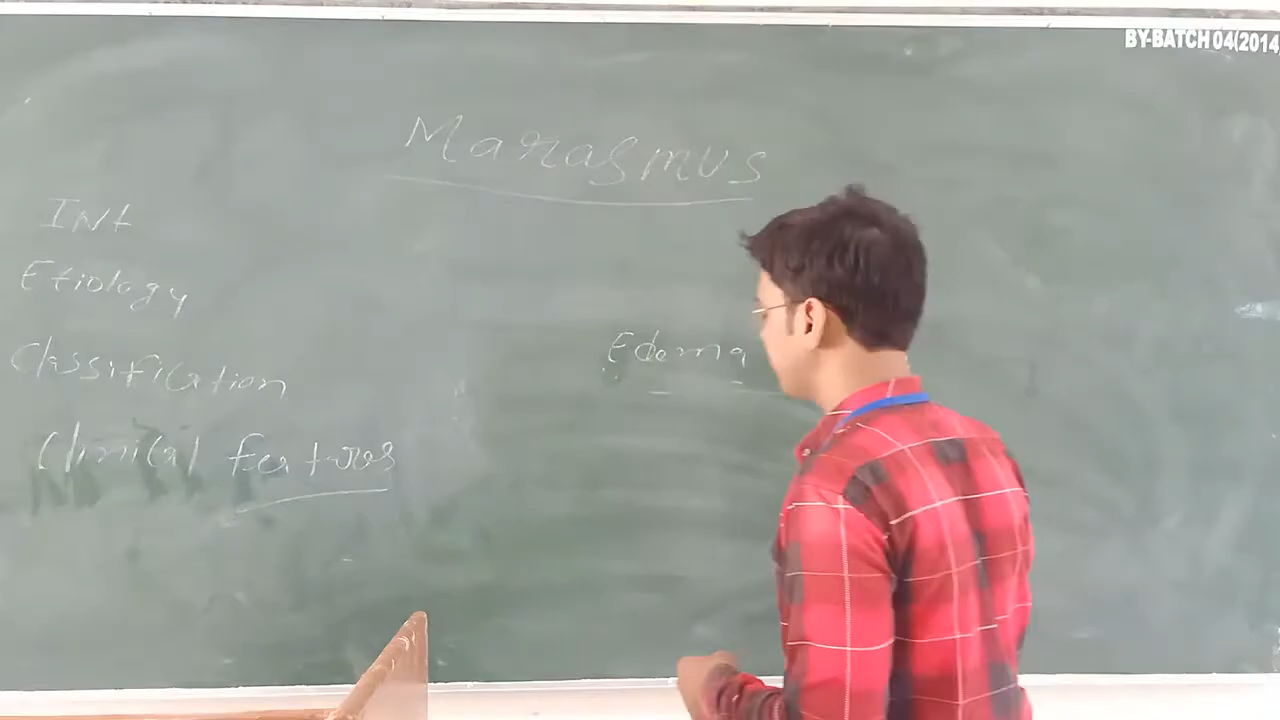 BY-BATCH 04(2014
Marasmus
INt
Etiology
Classification
Edema
Clinical features